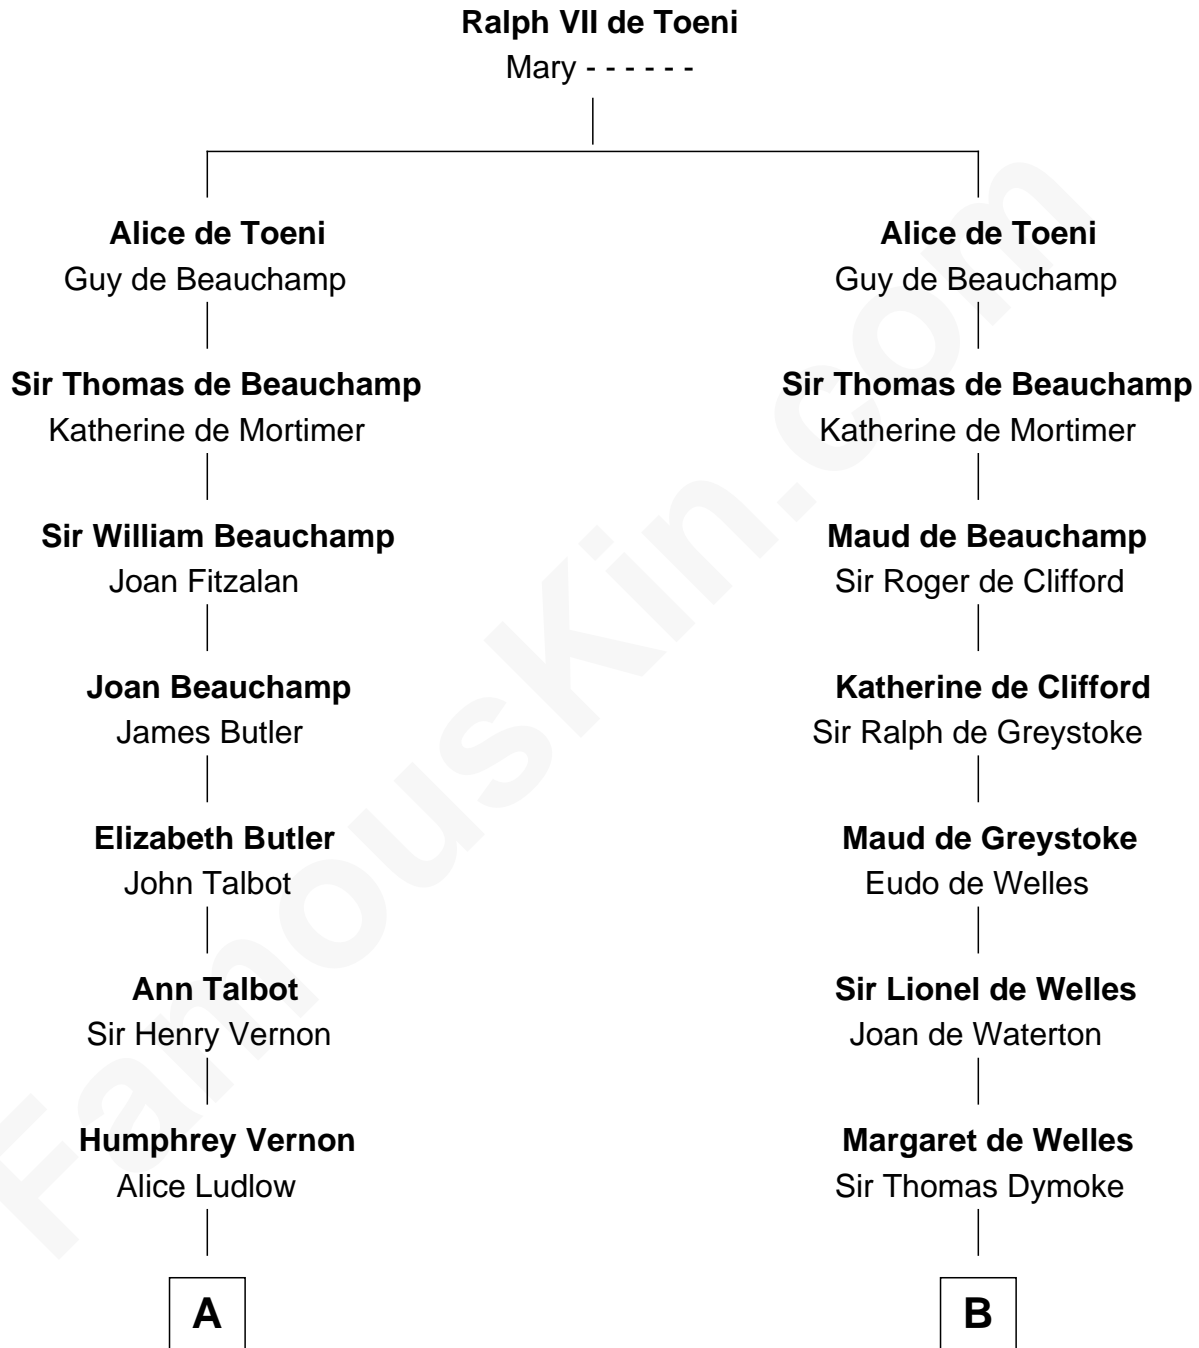 Ralph VII de Toeni
Mary - - - - - -
Alice de Toeni
Guy de Beauchamp
Sir Thomas de Beauchamp
Katherine de Mortimer
Sir William Beauchamp
Joan Fitzalan
Joan Beauchamp
James Butler
Elizabeth Butler
John Talbot
Ann Talbot
Sir Henry Vernon
Humphrey Vernon
Alice Ludlow
A
Alice de Toeni
Guy de Beauchamp
Sir Thomas de Beauchamp
Katherine de Mortimer
Maud de Beauchamp
Sir Roger de Clifford
Katherine de Clifford
Sir Ralph de Greystoke
Maud de Greystoke
Eudo de Welles
Sir Lionel de Welles
Joan de Waterton
Margaret de Welles
Sir Thomas Dymoke
B
FamousKin.com